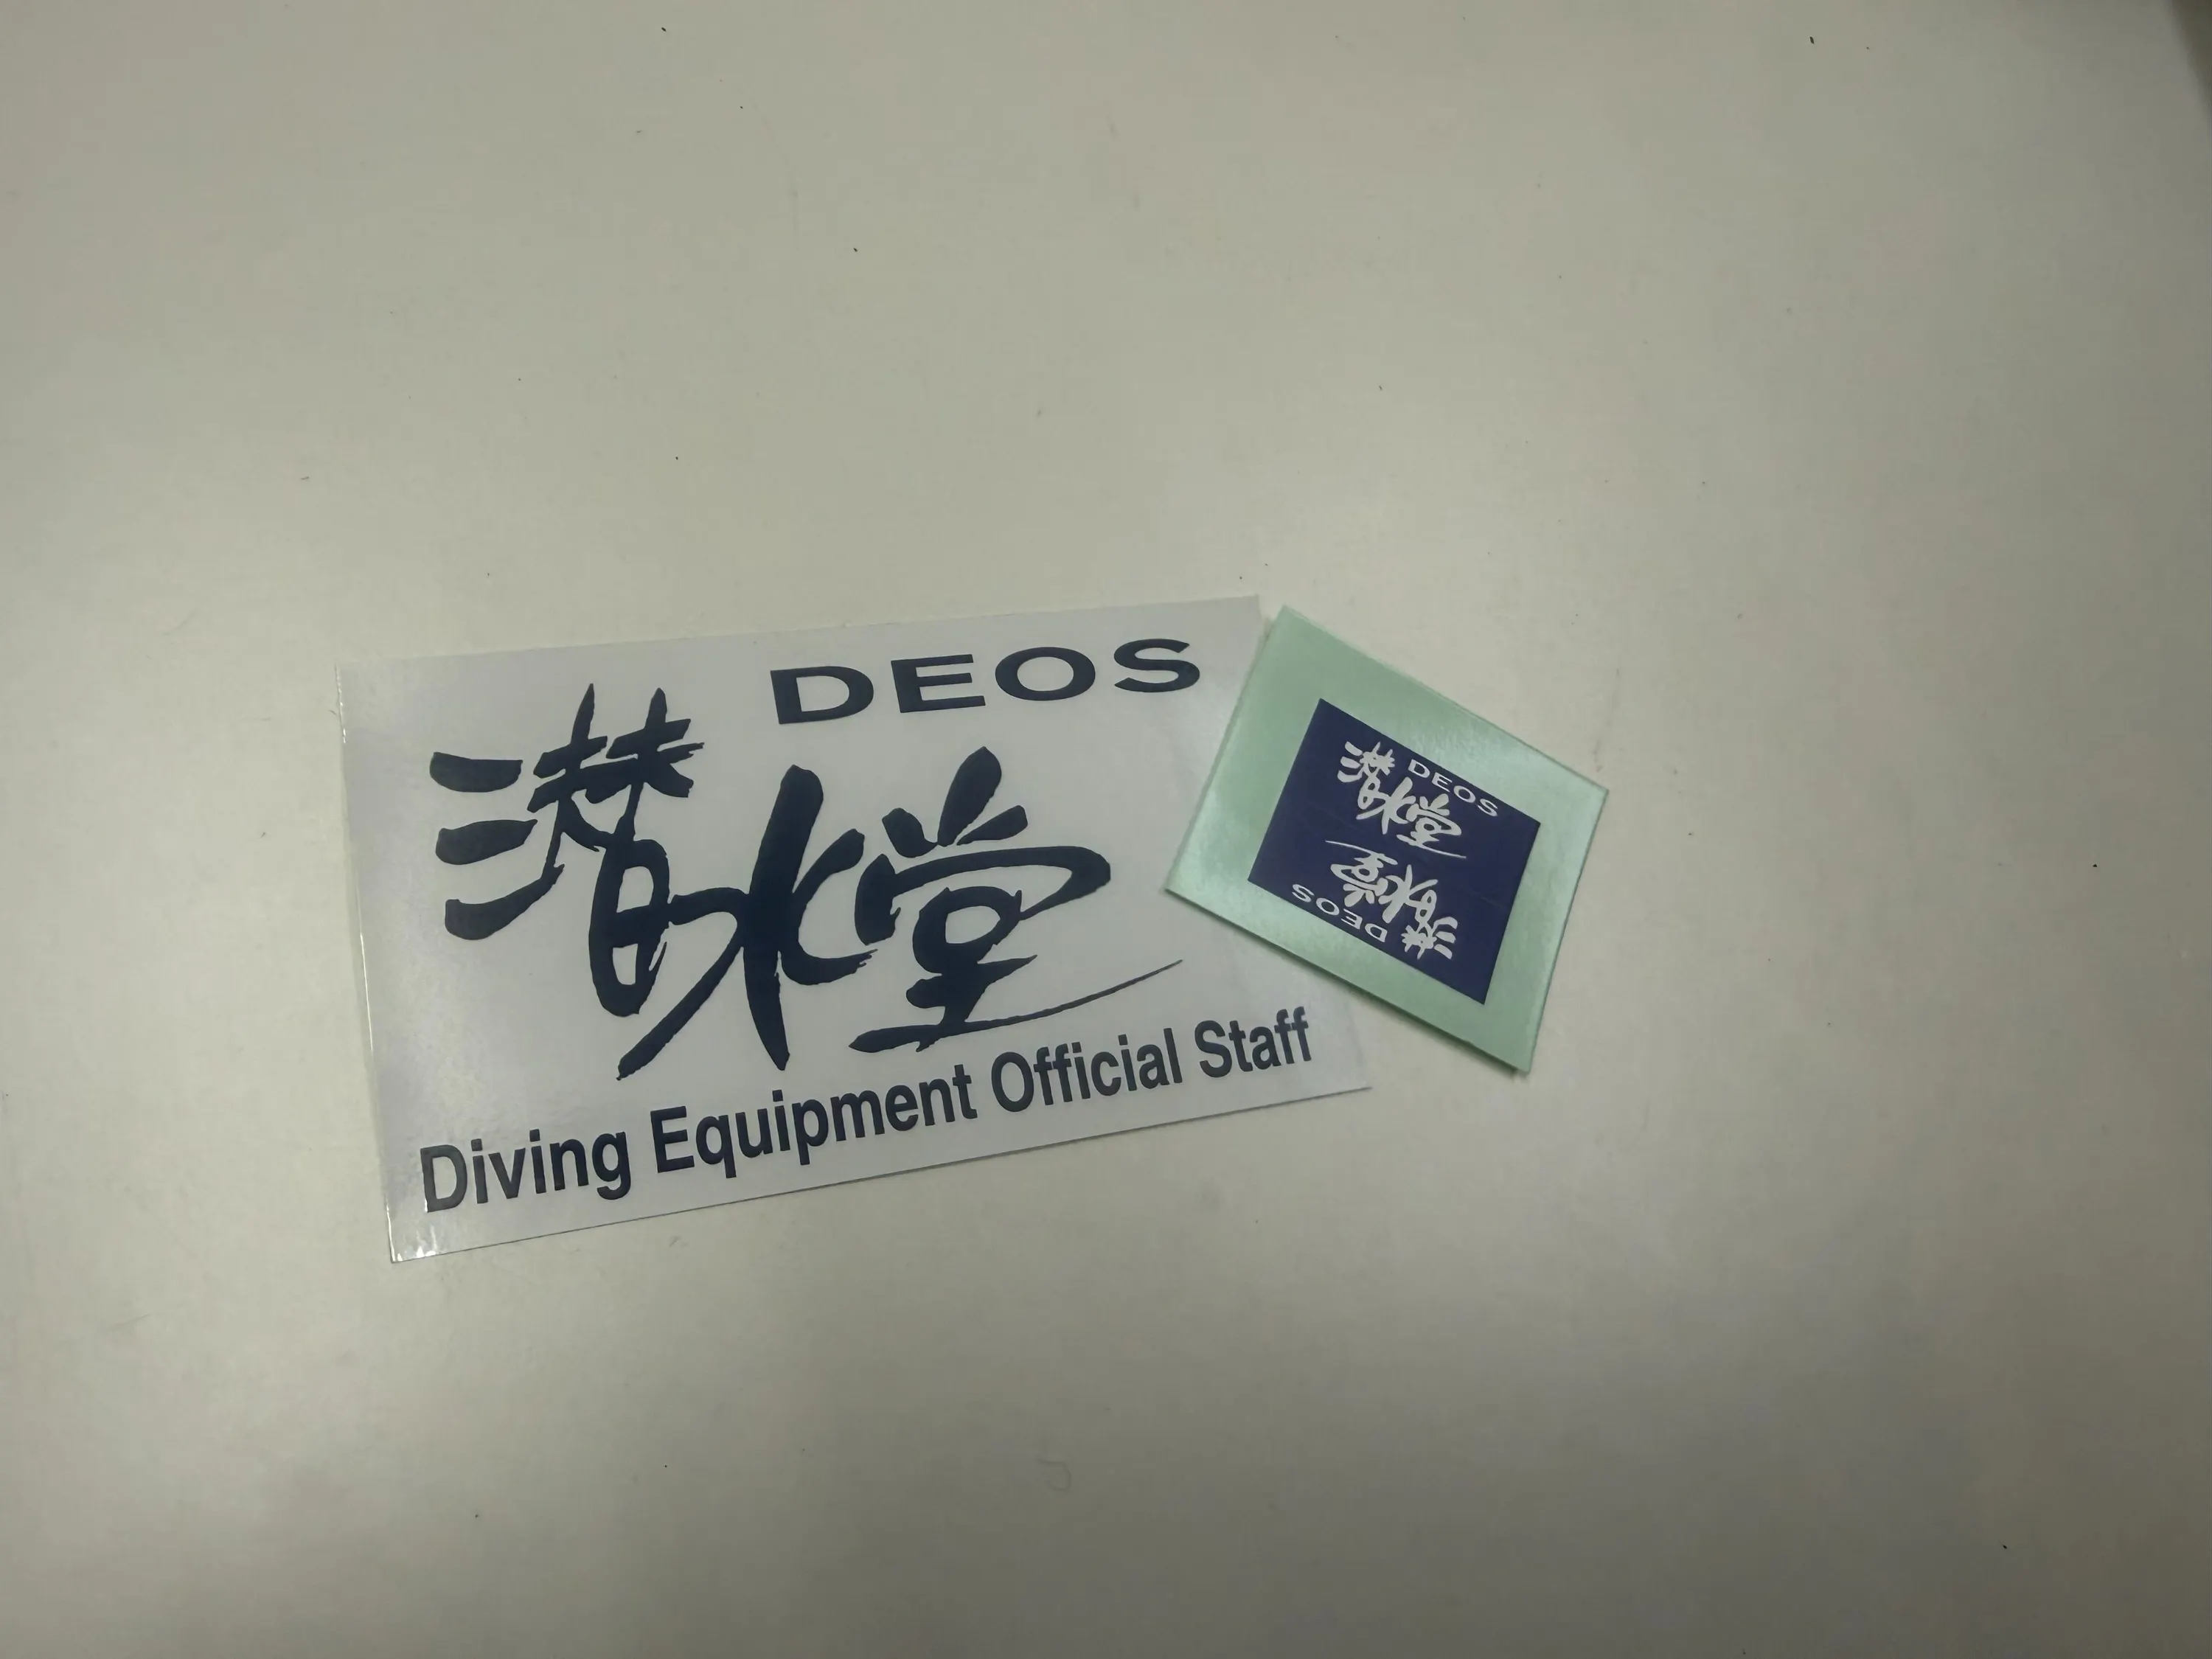 DEOS
潜水堂
Diving Equipment Official Staff
DEOS
潜水堂
潜水堂
DEOS